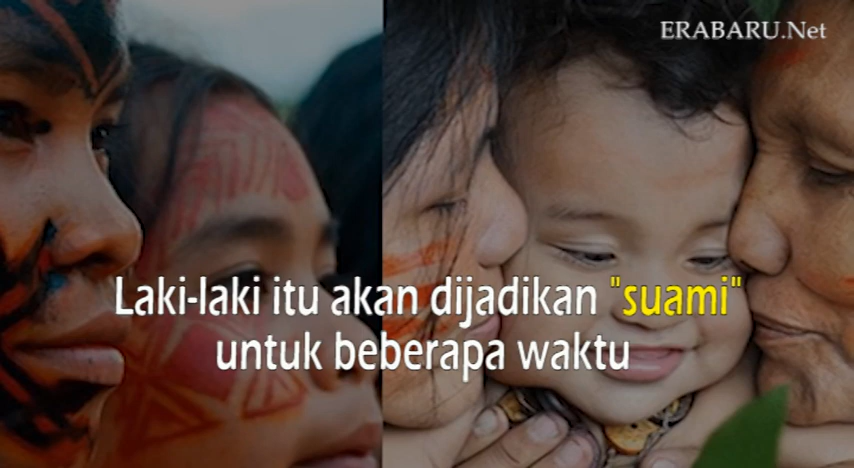 ERABARU.Net
Laki-laki itu akan dijadikan "suami"
untuk beberapa waktu